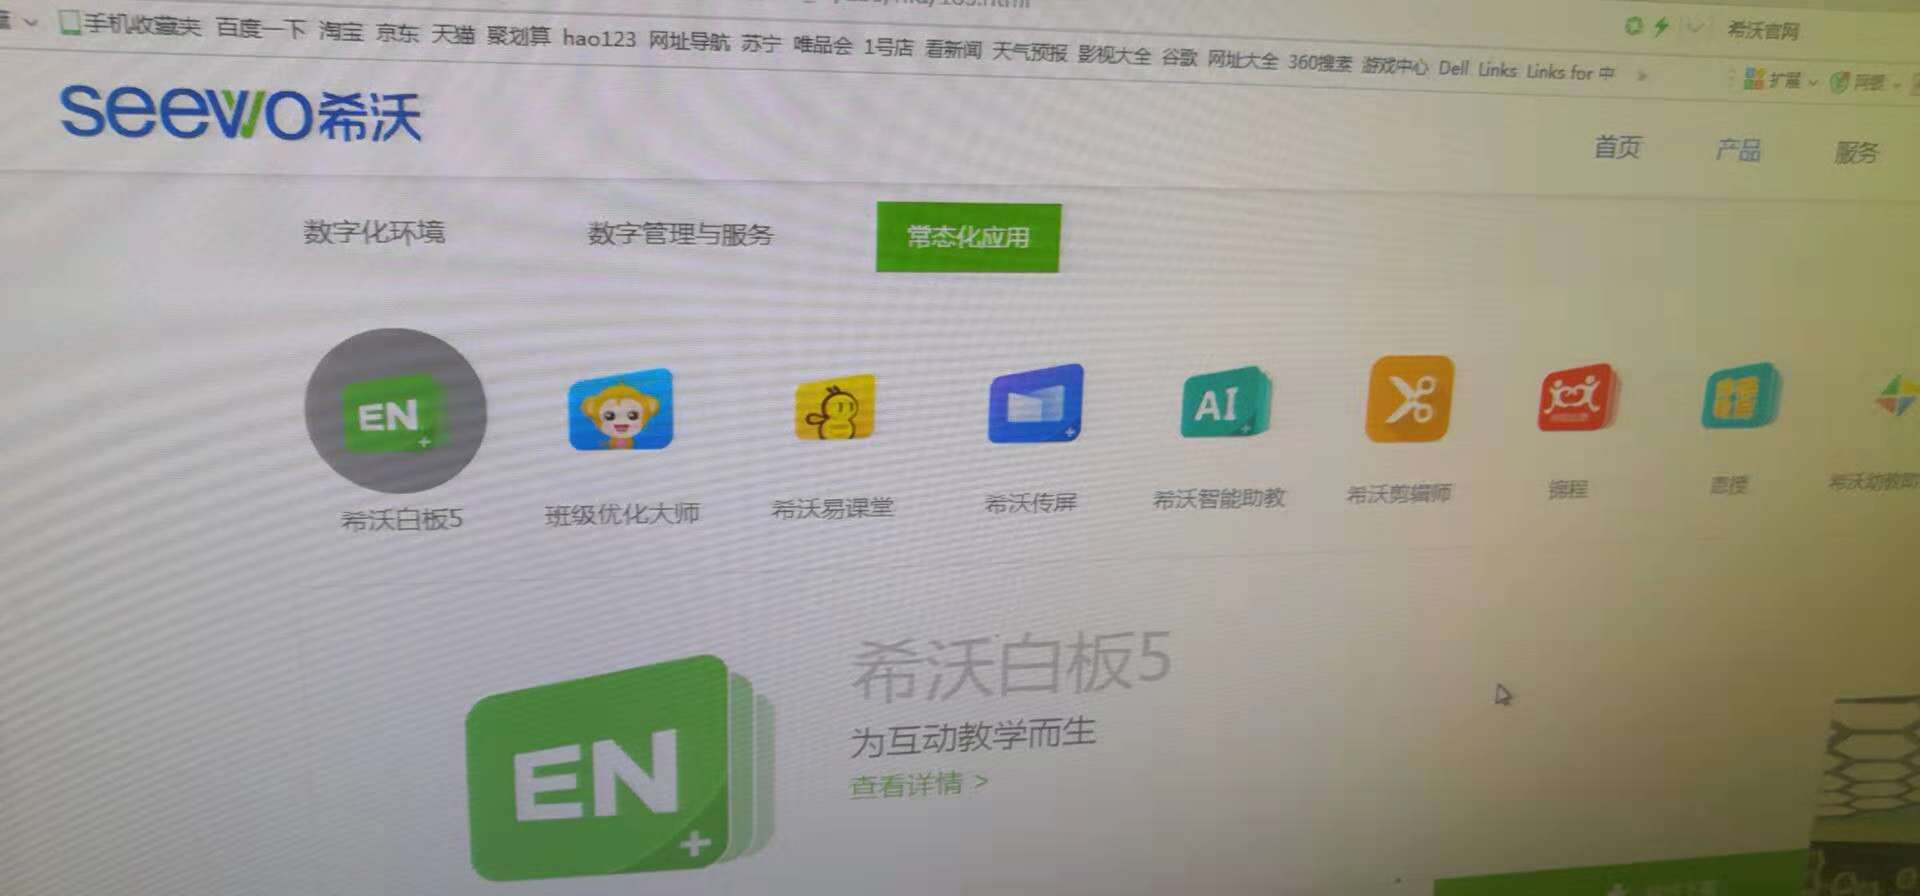 手机收藏夹 百度一下 淘宝 京东 天猫 聚划算 hao123 网址导航 苏宁 唯品会 1号店 看新闻 天气预报 影视大全 谷歌 网址大全 360搜索 游戏中心 Dell Links Links for 中 »
希沃官网
扩展 网银
seewo希沃
首页 产品 服务
数字化环境 数字管理与服务 常态化应用
EN AI
希沃白板5 班级优化大师 希沃易课堂 希沃传屏 希沃智能助教 希沃剪辑师 锦程
希沃白板5
为互动教学而生
查看详情 >
EN